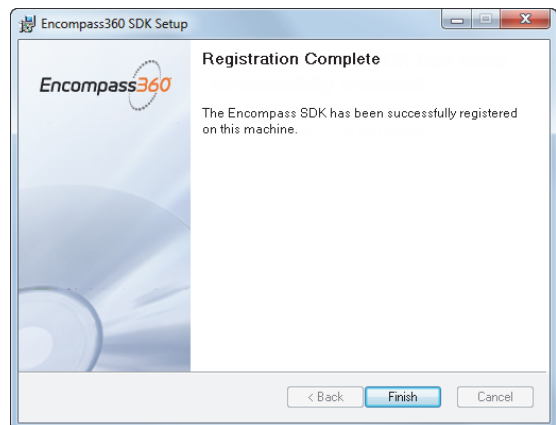 Encompass360 SDK Setup
Registration Complete
Encompass360
The Encompass SDK has been successfully registered
on this machine.
< Back
Finish
Cancel